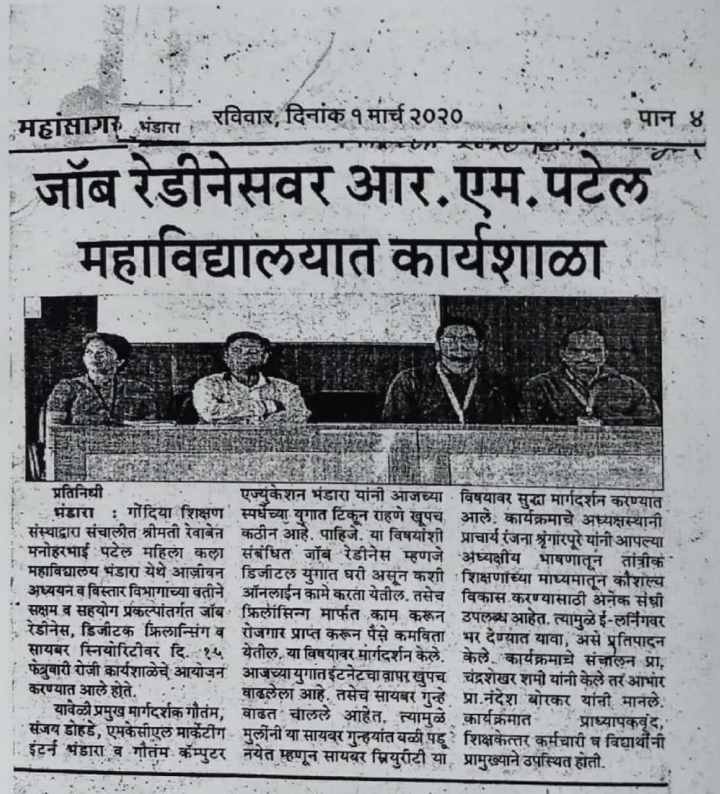 महासागर भंडारा रविवार, दिनांक १ मार्च २०२० पान ४
जॉब रेडीनेसवर आर.एम.पटेल
महाविद्यालयात कार्यशाळा
प्रतिनिधी
भंडारा : गोंदिया शिक्षण
संस्थाद्वारा संचालीत श्रीमती रेवाबेन
मनोहरभाई पटेल महिला कला
महाविद्यालय भंडारा येथे आजीवन
अध्ययन व विस्तार विभागाच्या वतीने
सक्षम व सहयोग प्रकल्पांतर्गत जॉब
रेडीनेस, डिजीटक फ्रिलान्सिंग व
सायबर स्नियोरिटीवर दि. १५
फेब्रुवारी रोजी कार्यशाळेचे आयोजन
करण्यात आले होते.
यावेळी प्रमुख मार्गदर्शक गौतम,
संजय डोहडे, एमकेसीएल मार्केटींग
इंटर्न भंडारा व गौतम कॅम्पुटर
एज्युकेशन भंडारा यांनी आजच्या
स्पर्धेच्या युगात टिकून राहणे खुपच
कठीन आहे. पाहिजे. या विषयांशी
संबंधित जॉब रेडीनेस म्हणजे
डिजीटल युगात घरी असून कशी
ऑनलाईन कामे करता येतील. तसेच
फ्रिलांसिन्ग मार्फत काम करून
रोजगार प्राप्त करून पैसे कमविता
येतील, या विषयावर मार्गदर्शन केले.
आजच्या युगात इंटनेटचा वापर खुपच
वाढलेला आहे. तसेच सायबर गुन्हे
वाढत चालले आहेत. त्यामुळे
मुलींनी या सायबर गुन्हयांत बळी पडू
नयेत म्हणून सायबर स्रियुरीटी या
विषयावर सुद्धा मार्गदर्शन करण्यात
आले. कार्यक्रमाचे अध्यक्षस्थानी
प्राचार्य रंजना श्रृंगारपूरे यांनी आपल्या
अध्यक्षीय भाषणातून तांत्रीक
शिक्षणाच्या माध्यमातून कौशल्य
विकास करण्यासाठी अनेक संधी
उपलब्ध आहेत. त्यामुळे ई-लर्निंगवर
भर देण्यात यावा, असे प्रतिपादन
केले. कार्यक्रमाचे संचालन प्रा,
चंद्रशेखर शर्मा यांनी केले तर आभार
प्रा.नंदेश बोरकर यांनी मानले.
कार्यक्रमात प्राध्यापकवृंद,
शिक्षकेत्तर कर्मचारी व विद्यार्थीनी
प्रामुख्याने उपस्थित होती.